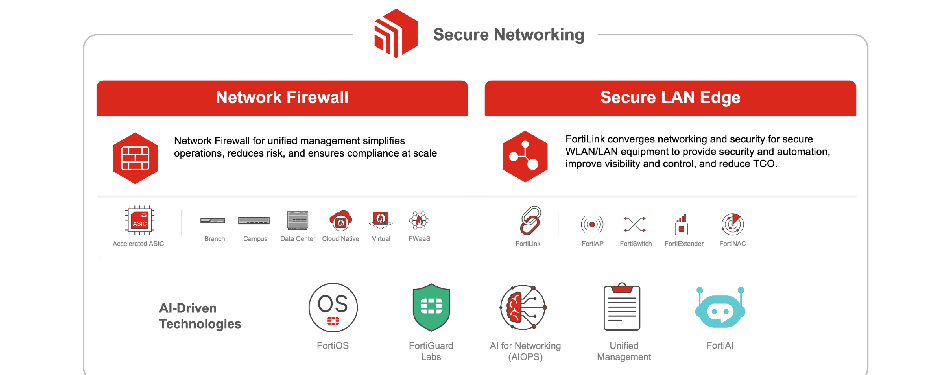 Secure Networking
Network Firewall
Network Firewall for unified management simplifies
operations, reduces risk, and ensures compliance at scale
ASIC
Accelerated ASIC
Branch
Campus
Data Center
Cloud Native
Virtual
FWaaS
Secure LAN Edge
FortiLink converges networking and security for secure
WLAN/LAN equipment to provide security and automation,
improve visibility and control, and reduce TCO.
FortiLink
FortiAP
FortiSwitch
FortiExtender
FortiNAC
AI-Driven
Technologies
OS
FortiOS
FortiGuard
Labs
AI for Networking
(AIOPS)
Unified
Management
FortiAI